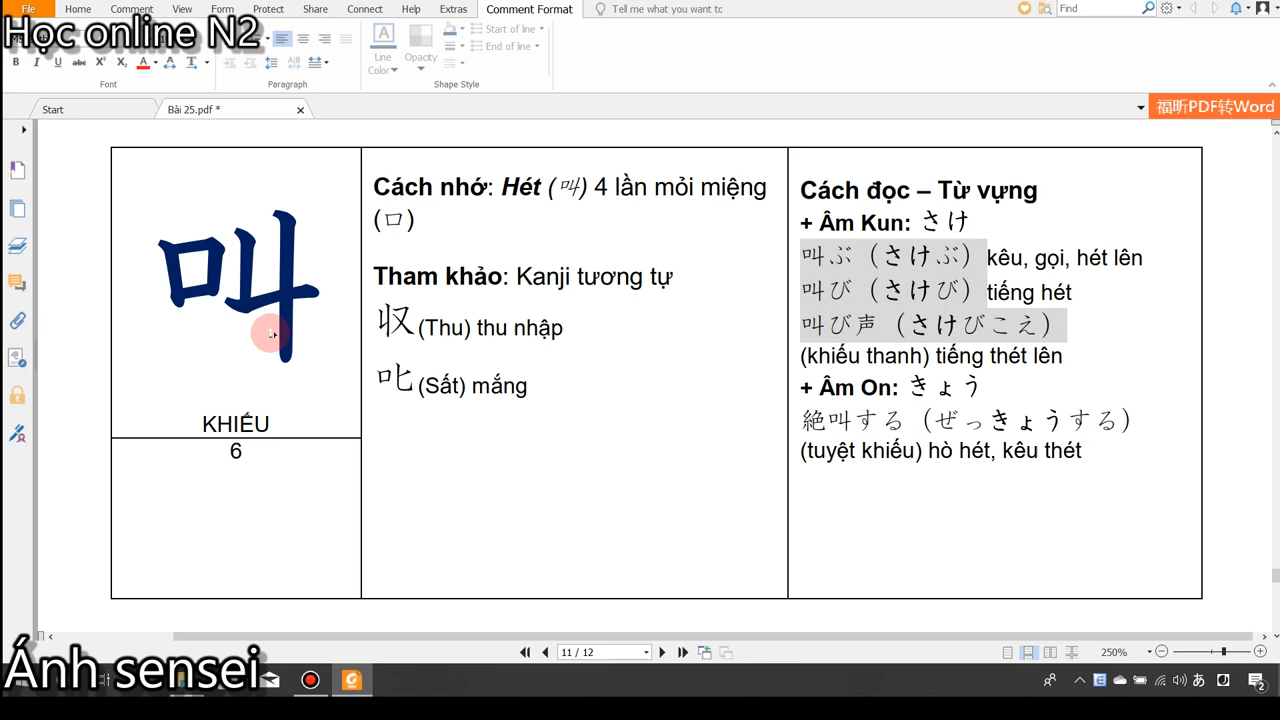 File Home Comment View Form Protect Share Connect Help Extras Comment Format Tell me what you want tc Find
Học online N2
Line Color
Opacity
Start of line
End of line
Font Paragraph Shape Style
Start Bài 25.pdf * 福昕PDF转Word
叫
KHIẾU
6
Cách nhớ: Hét (叫) 4 lần mỏi miệng
(口)
Tham khảo: Kanji tương tự
収 (Thu) thu nhập
叱 (Sất) mắng
Cách đọc – Từ vựng
+ Âm Kun: さけ
叫ぶ（さけぶ）kêu, gọi, hét lên
叫び（さけび）tiếng hét
叫び声（さけびこえ）
(khiếu thanh) tiếng thét lên
+ Âm On: きょう
絶叫する（ぜっきょうする）
(tuyệt khiếu) hò hét, kêu thét
11 / 12 250%
Ánh sensei